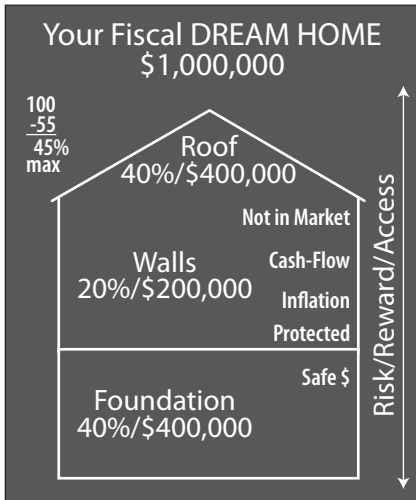 Your Fiscal DREAM HOME
$1,000,000
100
-55
45%
max
Roof
40%/$400,000
Not in Market
Walls
20%/$200,000
Cash-Flow
Inflation
Protected
Safe $
Foundation
40%/$400,000
Risk/Reward/Access